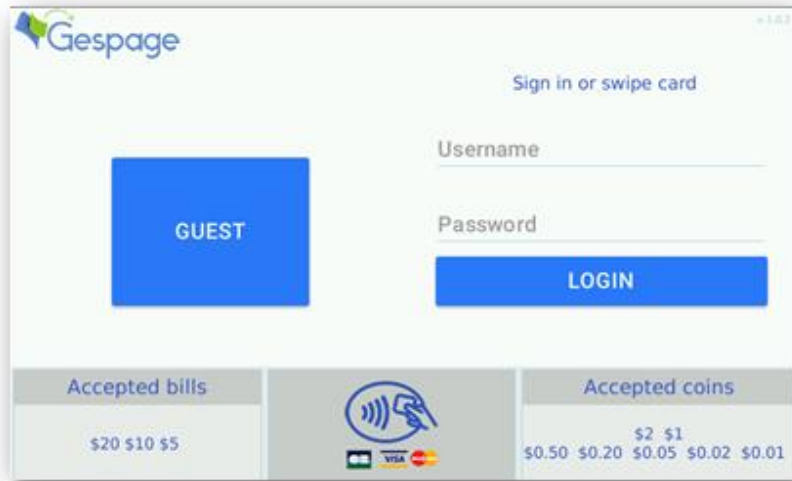 Gespage
Sign in or swipe card
Username
Password
GUEST
LOGIN
Accepted bills
$20 $10 $5
CB VISA
Accepted coins
$2 $1
$0.50 $0.20 $0.05 $0.02 $0.01